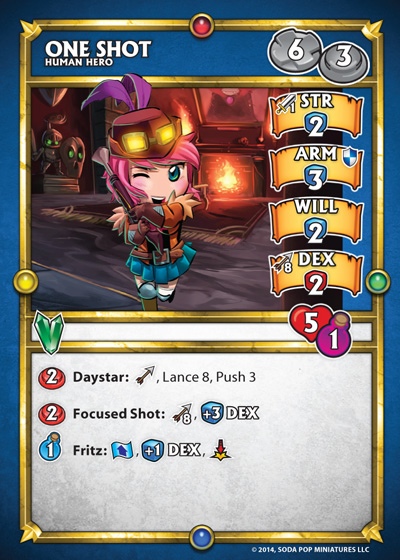 ONE SHOT
HUMAN HERO
6 3
STR
2
ARM
3
WILL
2
8 DEX
2
5
1
2 Daystar: , Lance 8, Push 3
2 Focused Shot: 8, +3 DEX
1 Fritz: , +1 DEX,
© 2014, SODA POP MINIATURES LLC